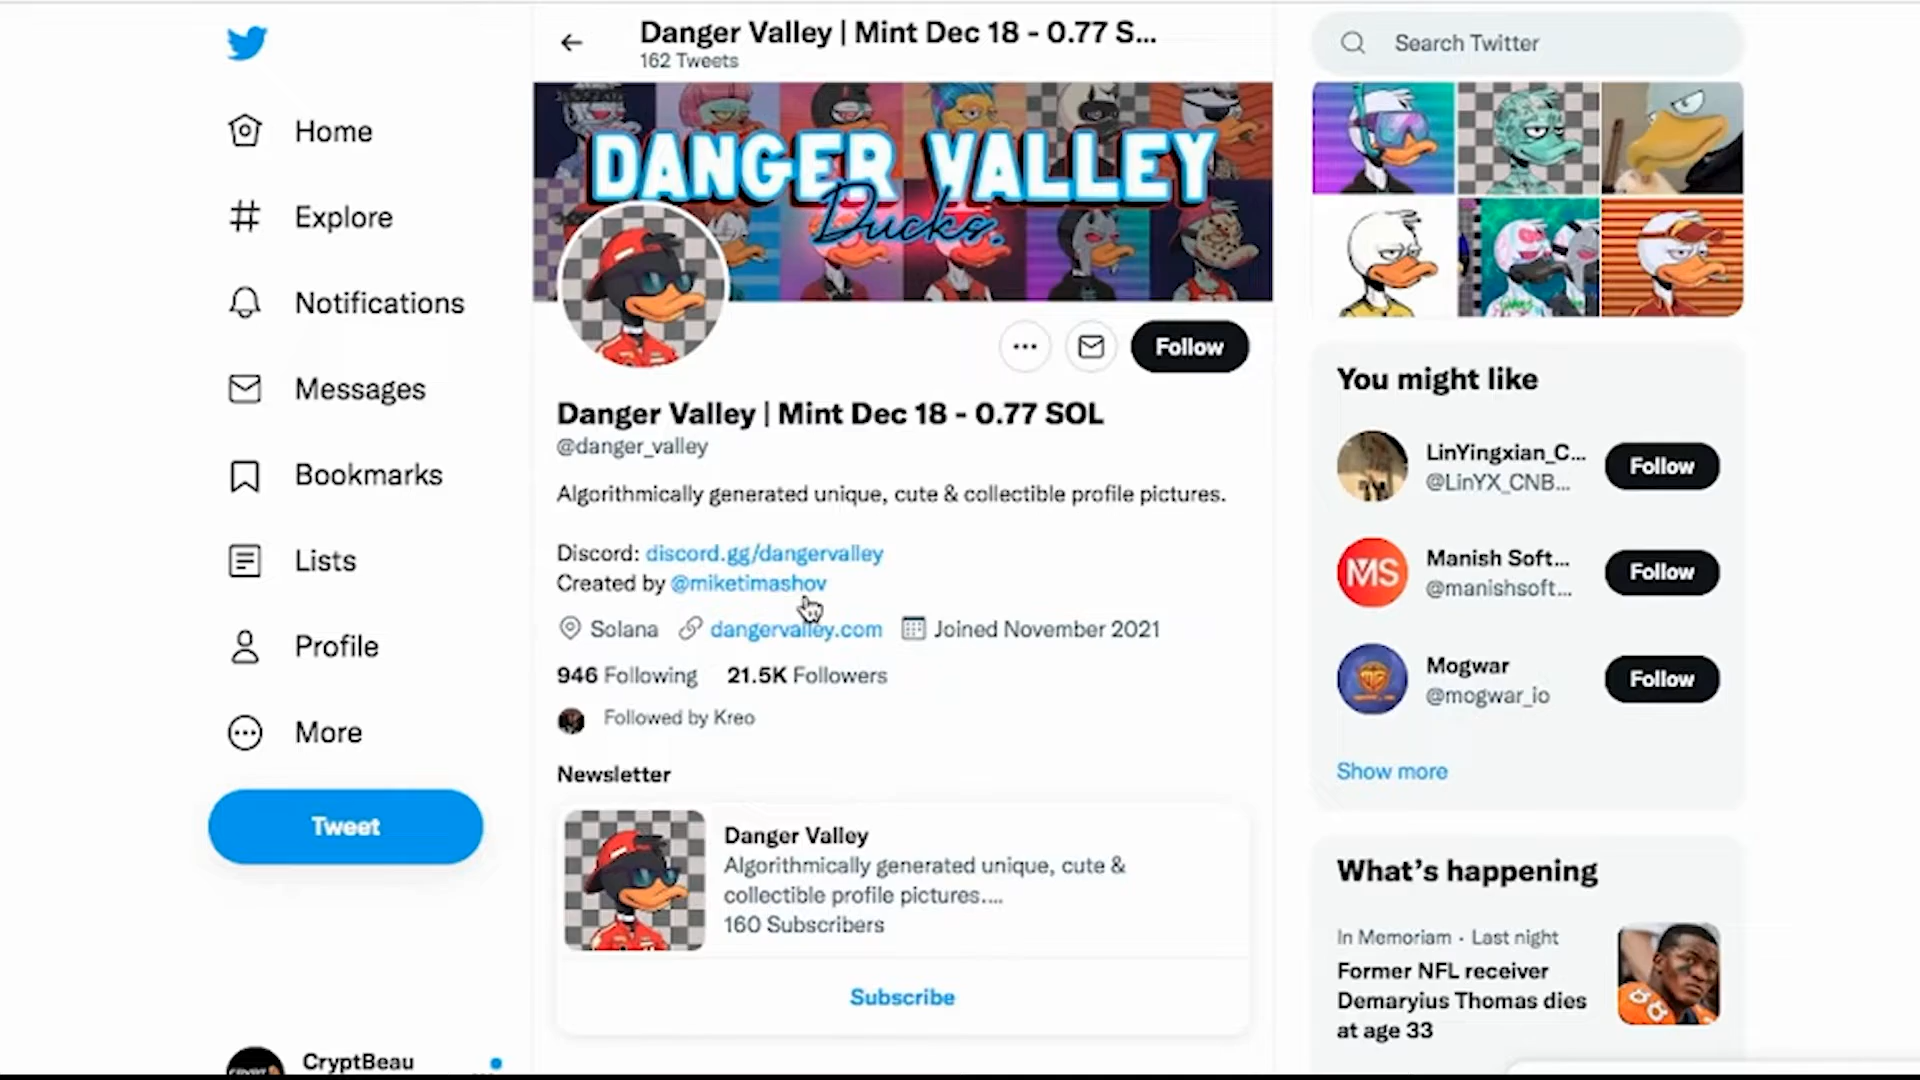 Danger Valley | Mint Dec 18 - 0.77 S...
162 Tweets
Search Twitter
Home
Explore
Notifications
Messages
Bookmarks
Lists
Profile
More
Tweet
CryptBeau
DANGER VALLEY
Ducks.
Follow
Danger Valley | Mint Dec 18 - 0.77 SOL
@danger_valley
Algorithmically generated unique, cute & collectible profile pictures.
Discord: discord.gg/dangervalley
Created by @miketimashov
Solana dangervalley.com Joined November 2021
946 Following 21.5K Followers
Followed by Kreo
Newsletter
Danger Valley
Algorithmically generated unique, cute &
collectible profile pictures....
160 Subscribers
Subscribe
You might like
LinYingxian_C...
@LinYX_CNB...
Follow
MS
Manish Soft...
@manishsoft...
Follow
Mogwar
@mogwar_io
Follow
Show more
What's happening
In Memoriam · Last night
Former NFL receiver
Demaryius Thomas dies
at age 33
88